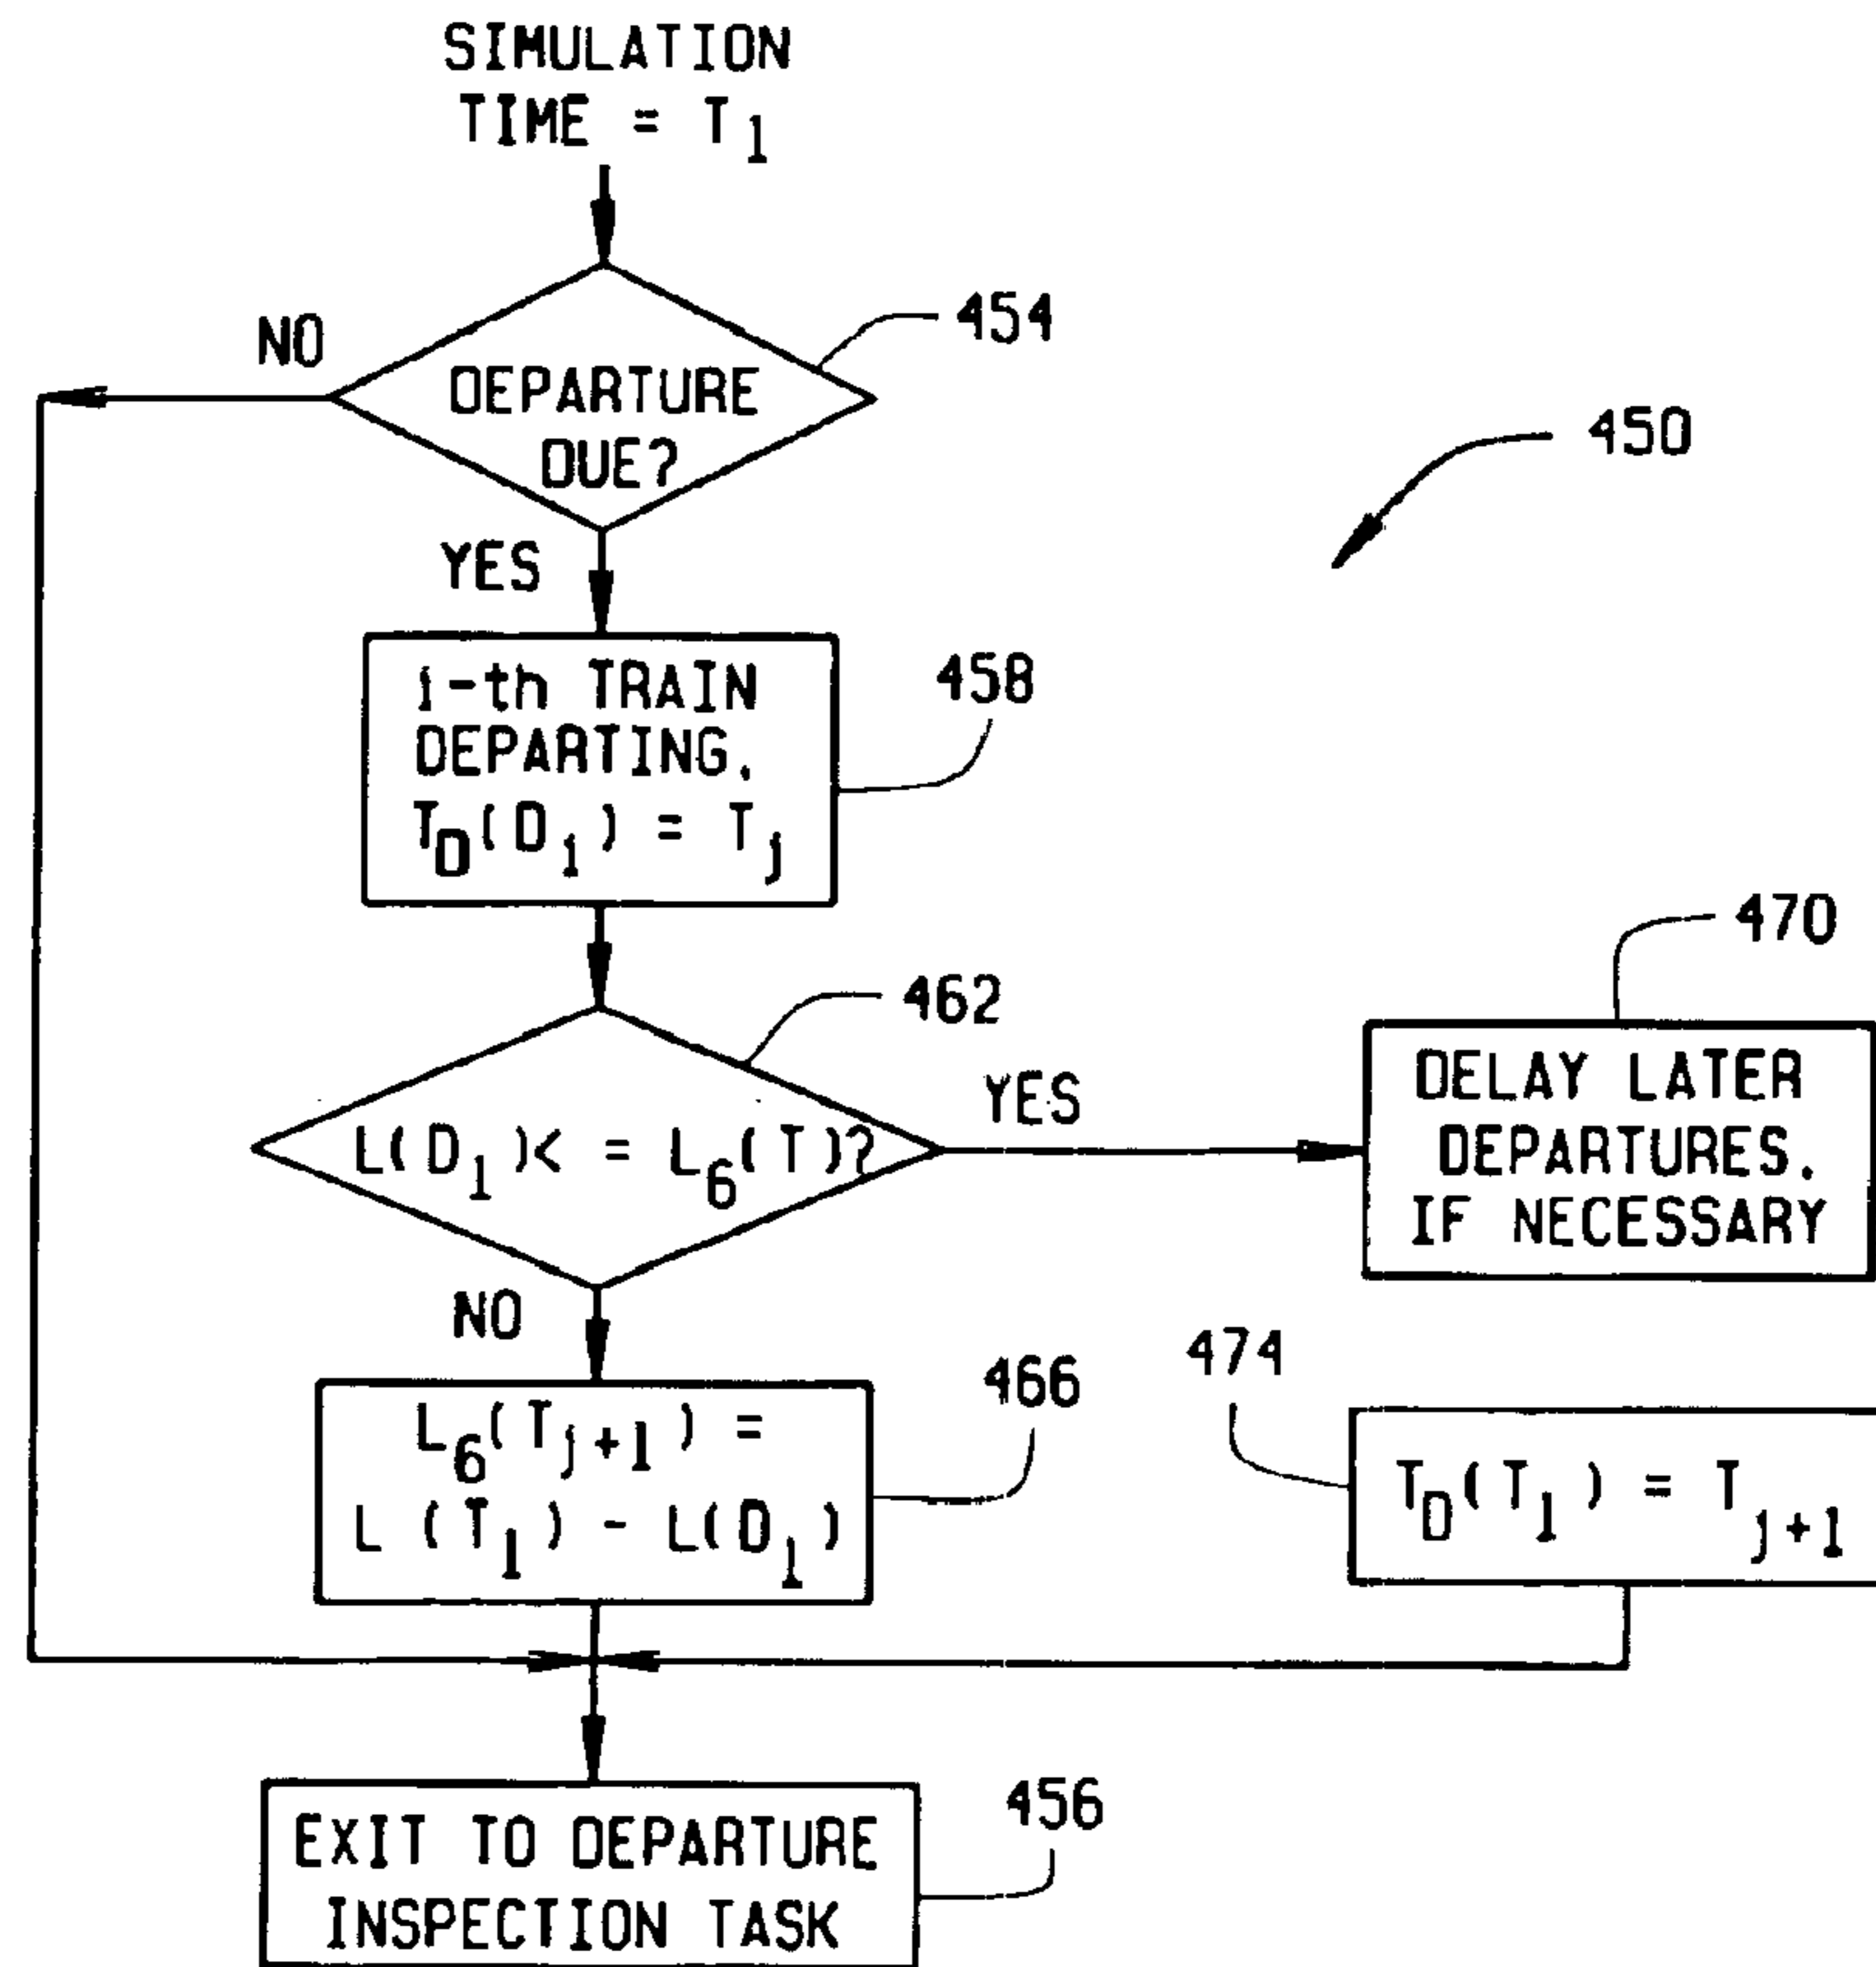 SIMULATION
TIME = T1
454
NO
DEPARTURE
DUE?
450
YES
i-th TRAIN
DEPARTING,
TD(Di) = Tj
458
470
462
L(D1)< = L6(T)?
YES
DELAY LATER
DEPARTURES,
IF NECESSARY
NO
474
466
L6(Tj+1) =
L (T1) - L(D1)
TD(T1) = Tj+1
456
EXIT TO DEPARTURE
INSPECTION TASK